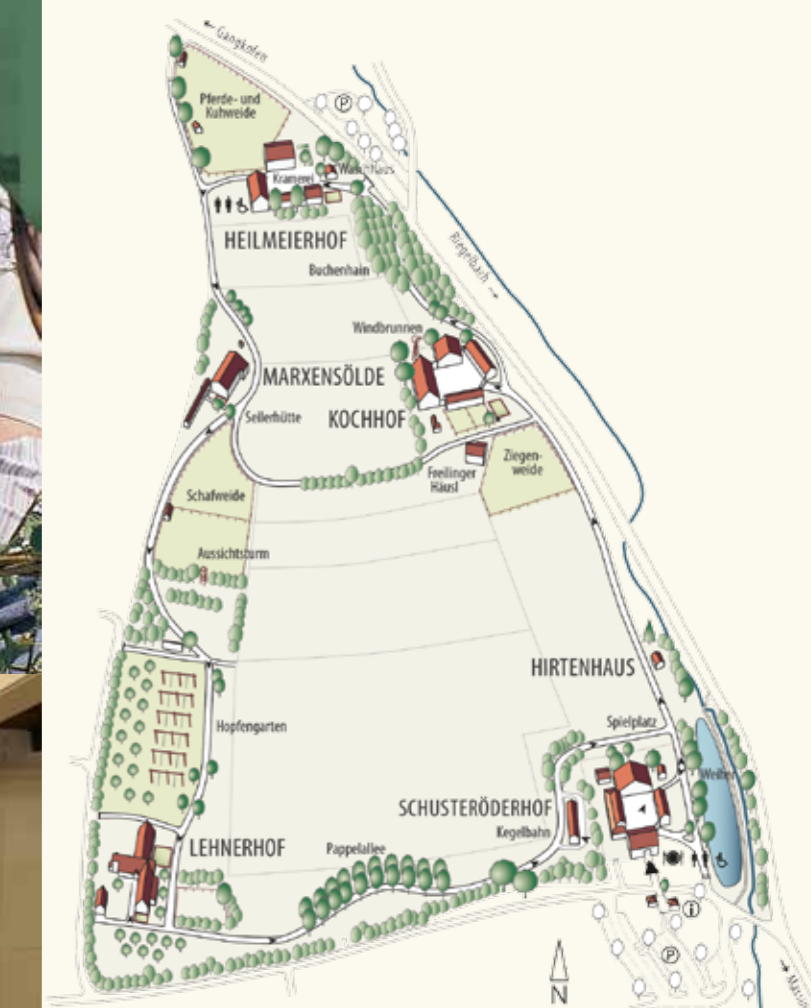 ← Gangkofen
Pferde- und
Kuhweide
P
Kramerei
Waschhaus
HEILMEIERHOF
Buchenhain
Riegelbach →
Windbrunnen
MARXENSÖLDE
KOCHHOF
Seilerhütte
Freilinger
Häusl
Ziegen-
weide
Schafweide
Aussichtsturm
HIRTENHAUS
Hopfengarten
Spielplatz
Weiher
SCHUSTERÖDERHOF
Kegelbahn
LEHNERHOF
Pappelallee
i
P
N